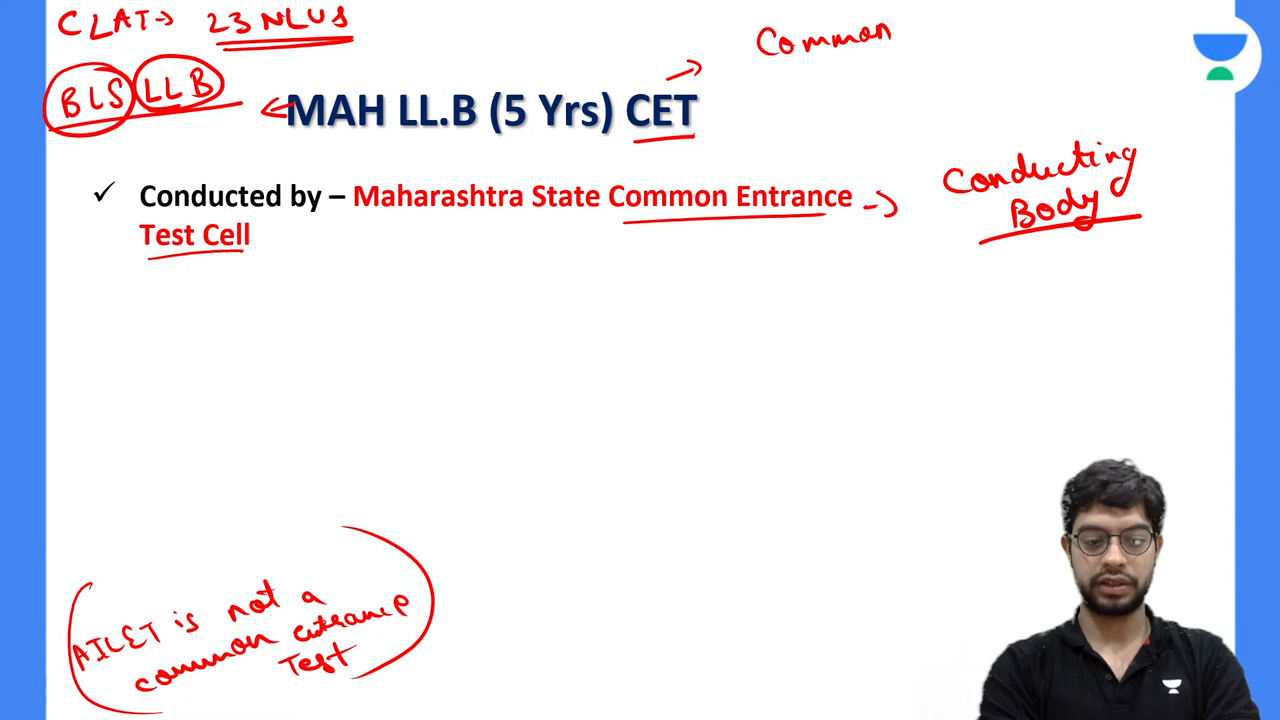 CLAT → 23 NLUS
Common
BLS LLB
MAH LL.B (5 Yrs) CET
✓ Conducted by – Maharashtra State Common Entrance
Test Cell
Conducting
Body
AILET is not a
common entrance
Test